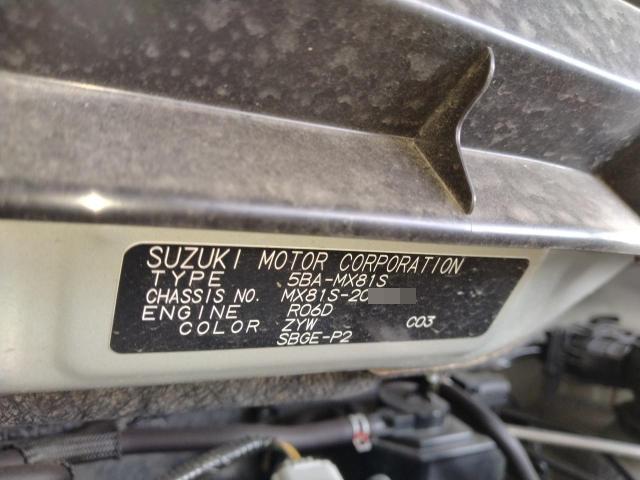 SUZUKI MOTOR CORPORATION
TYPE 5BA-MX81S
CHASSIS NO. MX81S-20
ENGINE R06D
COLOR ZYW C03
SBGE-P2